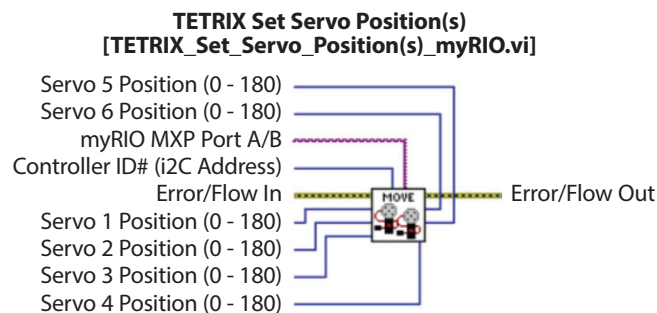 TETRIX Set Servo Position(s)
[TETRIX_Set_Servo_Position(s)_myRIO.vi]
Servo 5 Position (0 - 180)
Servo 6 Position (0 - 180)
myRIO MXP Port A/B
Controller ID# (i2C Address)
Error/Flow In
MOVE
Error/Flow Out
Servo 1 Position (0 - 180)
Servo 2 Position (0 - 180)
Servo 3 Position (0 - 180)
Servo 4 Position (0 - 180)